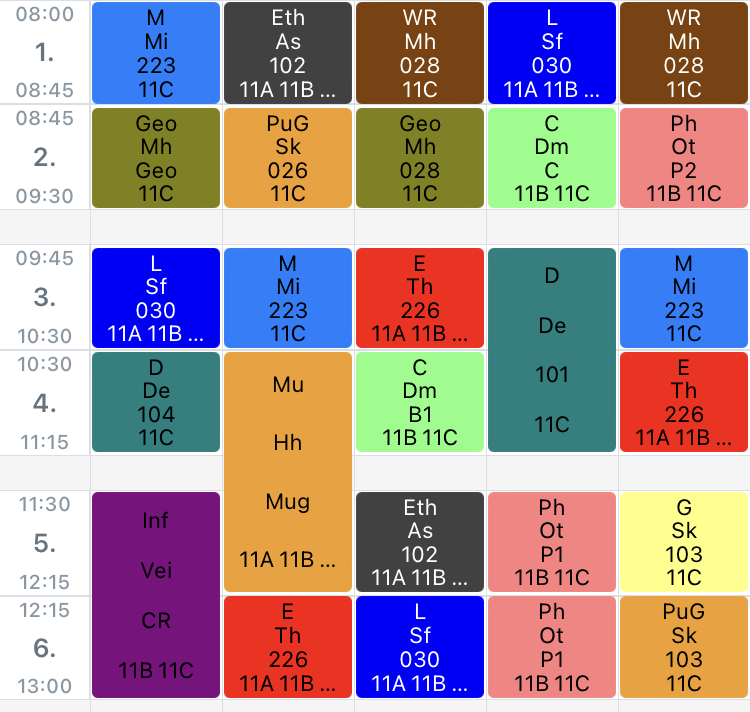 08:00
1.
08:45
M
Mi
223
11C
Eth
As
102
11A 11B ...
WR
Mh
028
11C
L
Sf
030
11A 11B ...
WR
Mh
028
11C
08:45
2.
09:30
Geo
Mh
Geo
11C
PuG
Sk
026
11C
Geo
Mh
028
11C
C
Dm
C
11B 11C
Ph
Ot
P2
11B 11C
09:45
3.
10:30
L
Sf
030
11A 11B ...
M
Mi
223
11C
E
Th
226
11A 11B ...
D
De
101
11C
M
Mi
223
11C
10:30
4.
11:15
D
De
104
11C
Mu
Hh
Mug
11A 11B ...
C
Dm
B1
11B 11C
E
Th
226
11A 11B ...
11:30
5.
12:15
Inf
Vei
CR
11B 11C
Eth
As
102
11A 11B ...
Ph
Ot
P1
11B 11C
G
Sk
103
11C
12:15
6.
13:00
E
Th
226
11A 11B ...
L
Sf
030
11A 11B ...
Ph
Ot
P1
11B 11C
PuG
Sk
103
11C